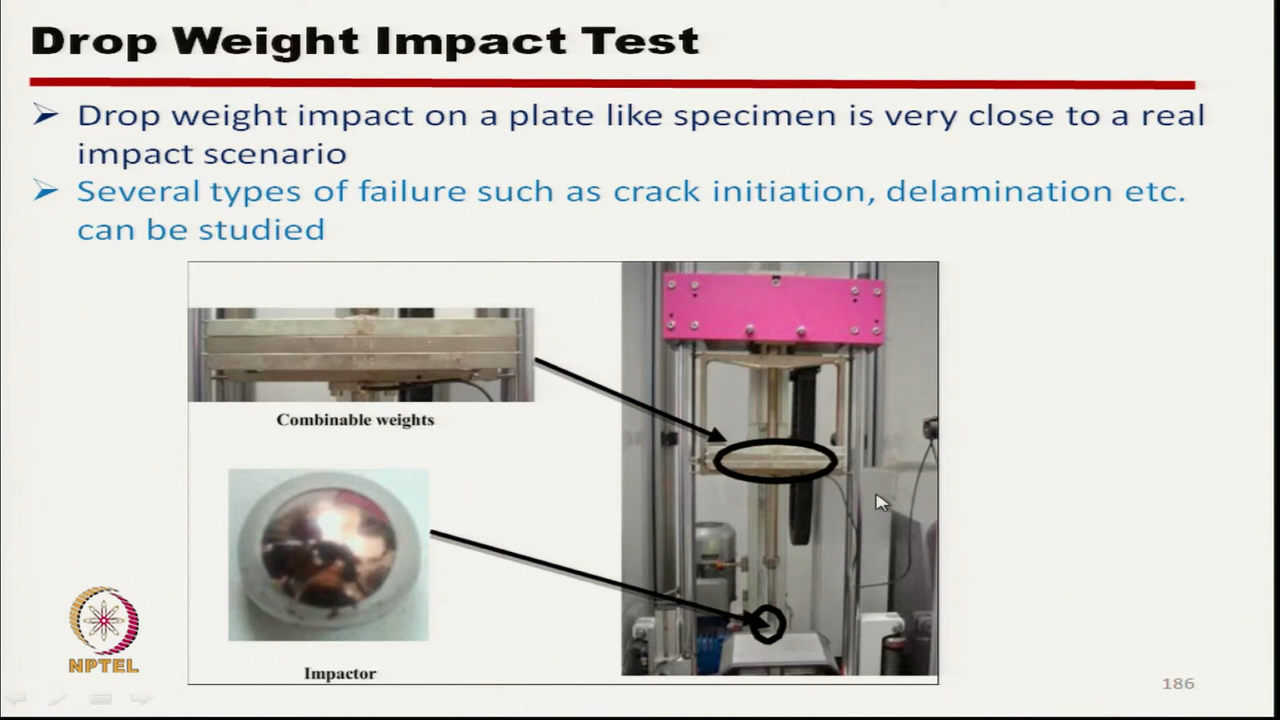 Drop Weight Impact Test
Drop weight impact on a plate like specimen is very close to a real
impact scenario
Several types of failure such as crack initiation, delamination etc.
can be studied
Combinable weights
Impactor
NPTEL
186